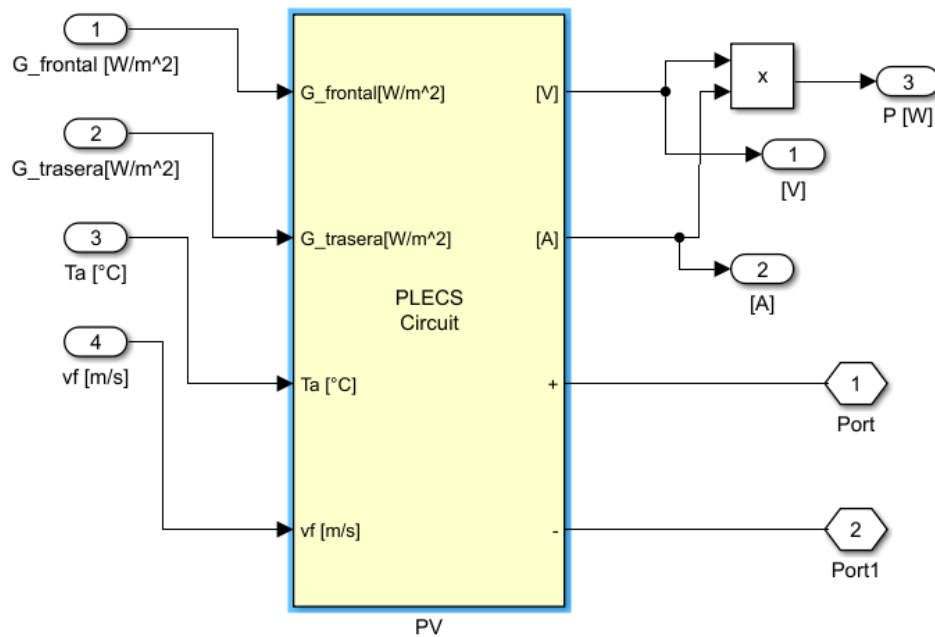 1
G_frontal [W/m^2]
2
G_trasera[W/m^2]
3
Ta [°C]
4
vf [m/s]
G_frontal[W/m^2]
G_trasera[W/m^2]
Ta [°C]
vf [m/s]
PLECS
Circuit
[V]
[A]
+
-
PV
x
3
P [W]
1
[V]
2
[A]
1
Port
2
Port1